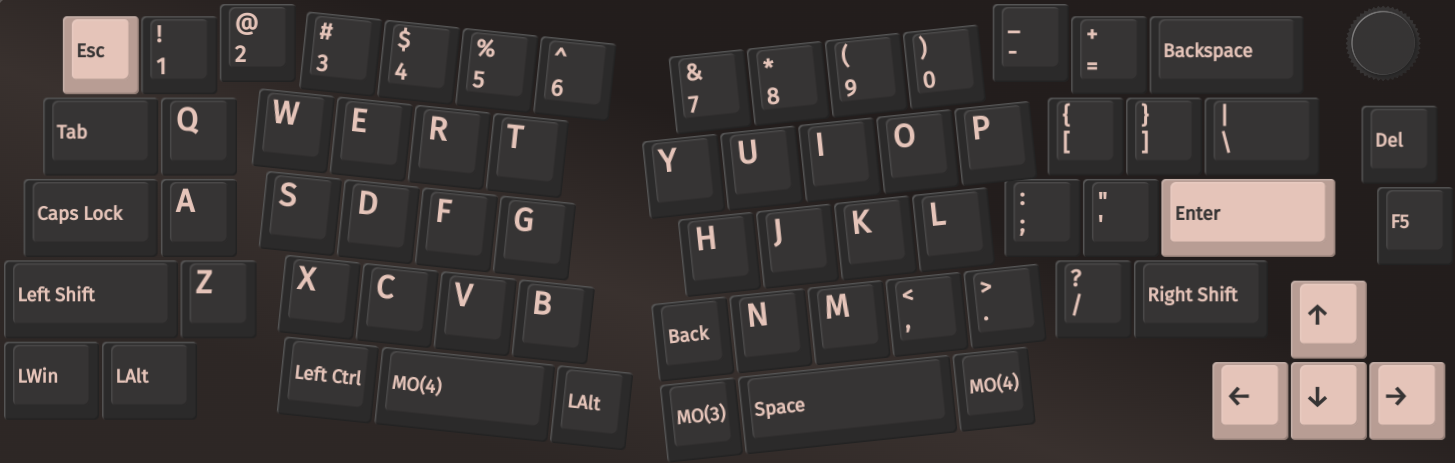 Esc
!
1
@
2
#
3
$
4
%
5
^
6
&
7
*
8
(
9
)
0
–
-
+
=
Backspace
Tab
Q
W
E
R
T
Y
U
I
O
P
{
[
}
]
|
\
Del
Caps Lock
A
S
D
F
G
H
J
K
L
:
;
"
'
Enter
F5
Left Shift
Z
X
C
V
B
Back
N
M
<
,
>
.
?
/
Right Shift
↑
LWin
LAlt
Left Ctrl
MO(4)
LAlt
MO(3)
Space
MO(4)
←
↓
→